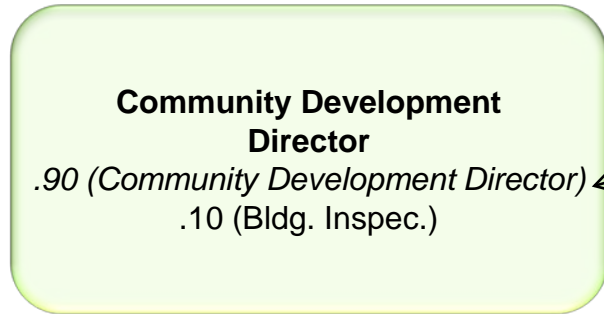 Community Development
Director
.90 (Community Development Director)
.10 (Bldg. Inspec.)